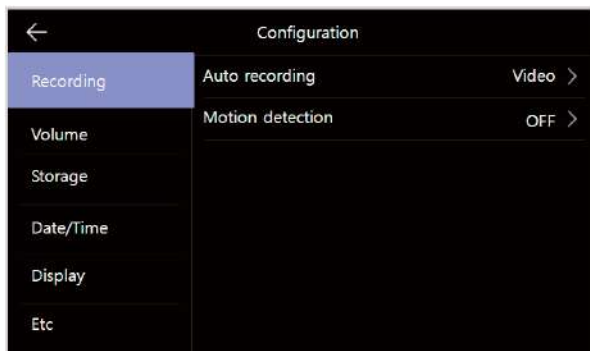 Configuration
Recording
Auto recording Video
Motion detection OFF
Volume
Storage
Date/Time
Display
Etc